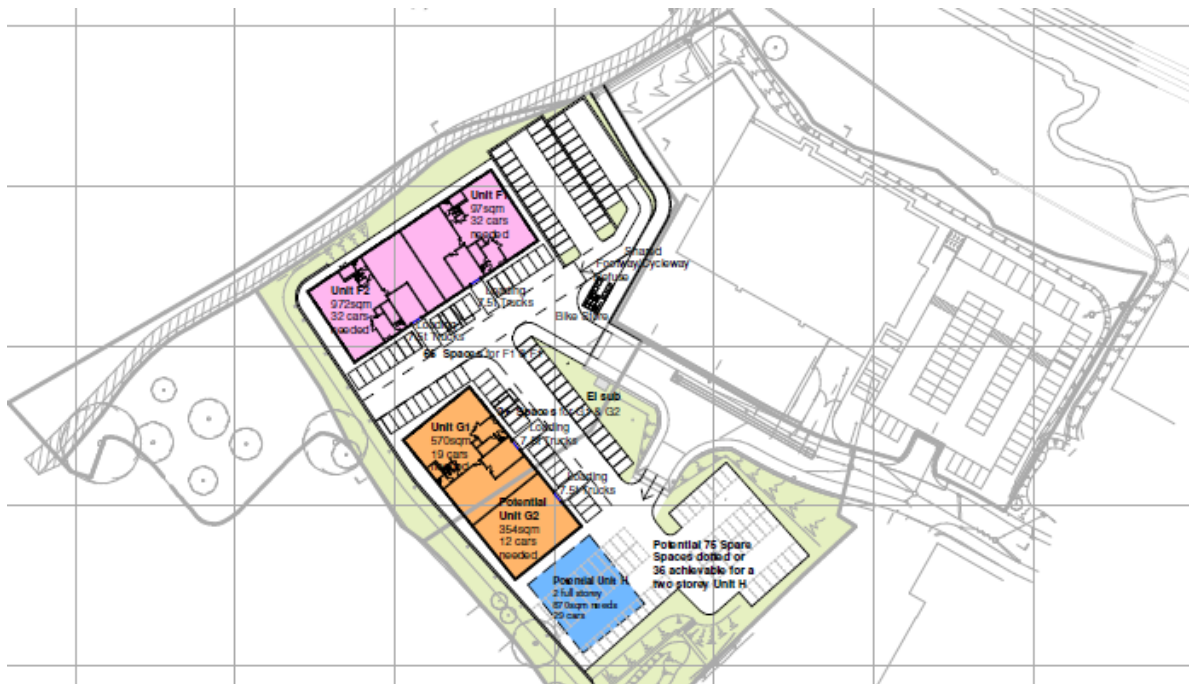 Unit F1
97sqm
32 cars
needed
Unit F2
972sqm
32 cars
needed
Loading
7.5t Trucks
Loading
7.5t Trucks
Shared
Footway/Cycleway
Refuse
Bike Store
Spaces for F1 &
El sub
Spaces for G1 & G2
Unit G1
570sqm
19 cars
needed
Loading
7.5t Trucks
Loading
7.5t Trucks
Potential
Unit G2
354sqm
12 cars
needed
Potential Unit H
2 full storey
870sqm needs
29 cars
Potential 75 Spare
Spaces dotted or
36 achievable for a
two storey Unit H